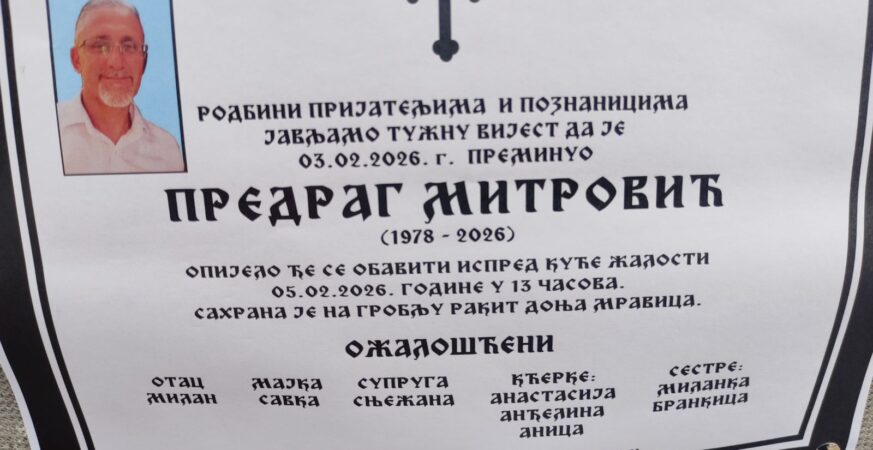 РОДБИНИ ПРИЈАТЕЉИМА И ПОЗНАНИЦИМА
ЈАВЉАМО ТУЖНУ ВИЈЕСТ ДА ЈЕ
03.02.2026. г. ПРЕМИНУО
ПРЕДРАГ МИТРОВИЋ
(1978 - 2026)
ОПИЈЕЛО ЋЕ СЕ ОБАВИТИ ИСПРЕД КУЋЕ ЖАЛОСТИ
05.02.2026. ГОДИНЕ У 13 ЧАСОВА.
САХРАНА ЈЕ НА ГРОБЉУ РАКИТ ДОЊА МРАВИЦА.
ОЖАЛОШЋЕНИ
ОТАЦ
МИЛАН
МАЈКА
САВКА
СУПРУГА
СЊЕЖАНА
КЋЕРКЕ:
АНАСТАСИЈА
АНЂЕЛИНА
АНИЦА
СЕСТРЕ:
МИЛАНКА
БРАНКИЦА